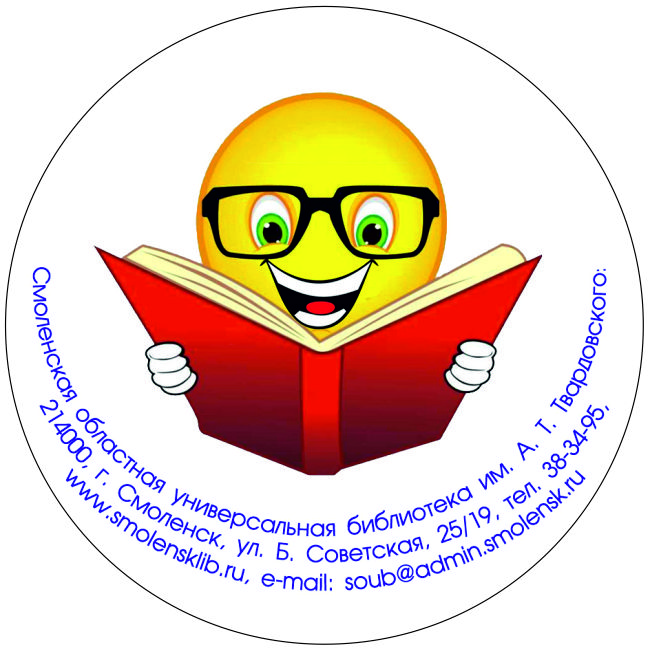 Смоленская областная универсальная библиотека им. А. Т. Твардовского:
214000, г. Смоленск, ул. Б. Советская, 25/19, тел. 38-34-95,
www.smolensklib.ru, e-mail: soub@admin.smolensk.ru